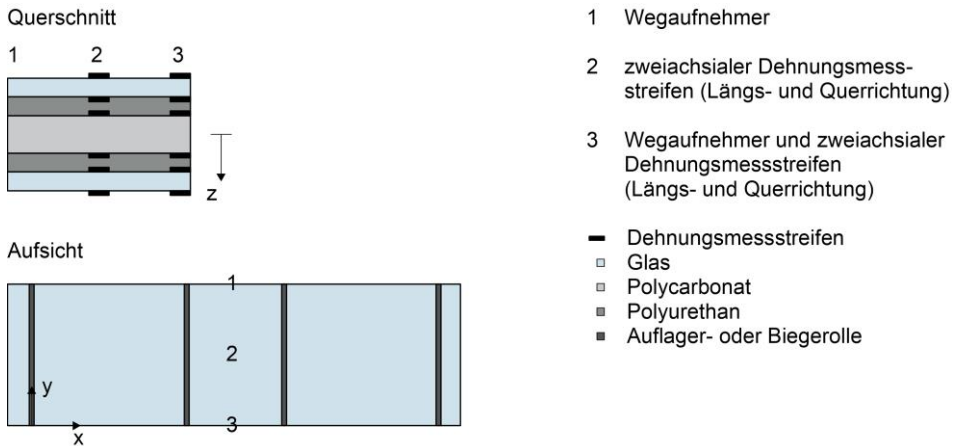 Querschnitt
1 2 3
z
Aufsicht
1
2
3
y
x
1 Wegaufnehmer
2 zweiachsialer Dehnungsmess-
streifen (Längs- und Querrichtung)
3 Wegaufnehmer und zweiachsialer
Dehnungsmessstreifen
(Längs- und Querrichtung)
Dehnungsmessstreifen
Glas
Polycarbonat
Polyurethan
Auflager- oder Biegerolle